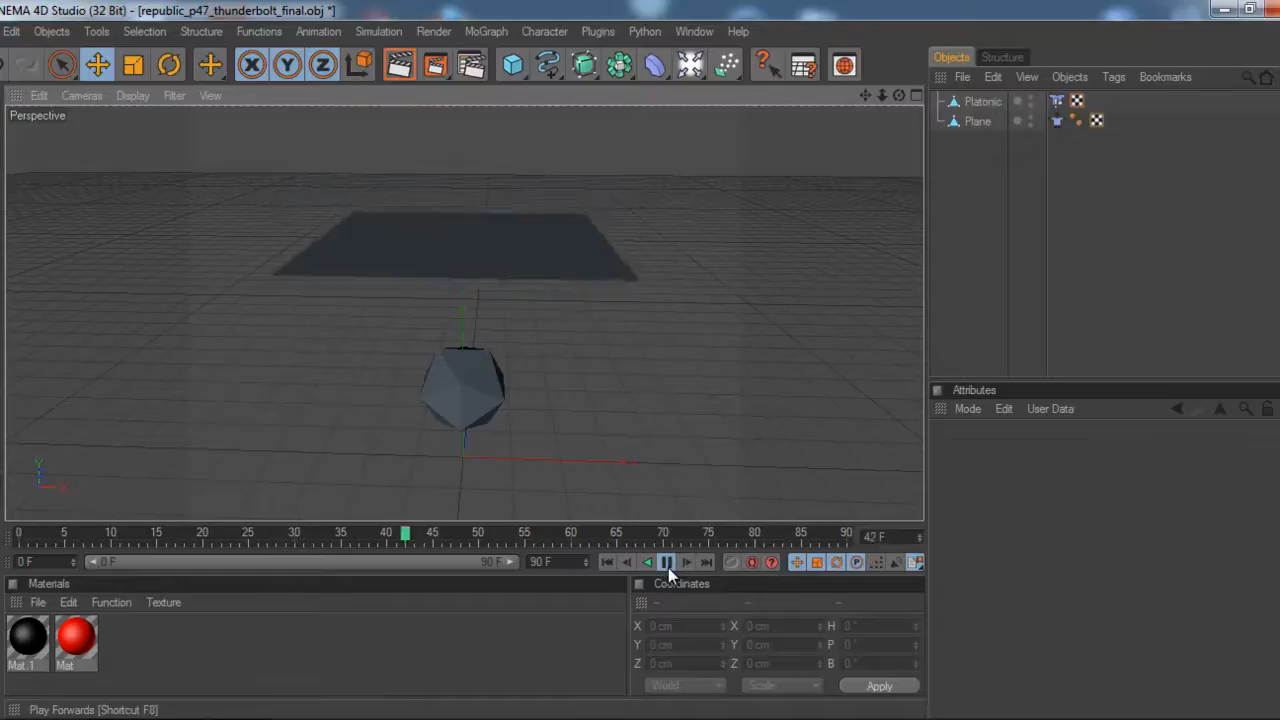 NEMA 4D Studio (32 Bit) - [republic_p47_thunderbolt_final.obj *]
Edit Objects Tools Selection Structure Functions Animation Simulation Render MoGraph Character Plugins Python Window Help
X Y Z
Objects Structure
File Edit View Objects Tags Bookmarks
Edit Cameras Display Filter View
Platonic
Plane
Perspective
Attributes
Mode Edit User Data
Y
X
0 5 10 15 20 25 30 35 40 45 50 55 60 65 70 75 80 85 90 42 F
0 F 0 F 90 F 90 F
Materials
File Edit Function Texture
Mat.1 Mat
Coordinates
X 0 cm X 0 cm H 0 °
Y 0 cm Y 0 cm P 0 °
Z 0 cm Z 0 cm B 0 °
World Scale Apply
Play Forwards [Shortcut F8]